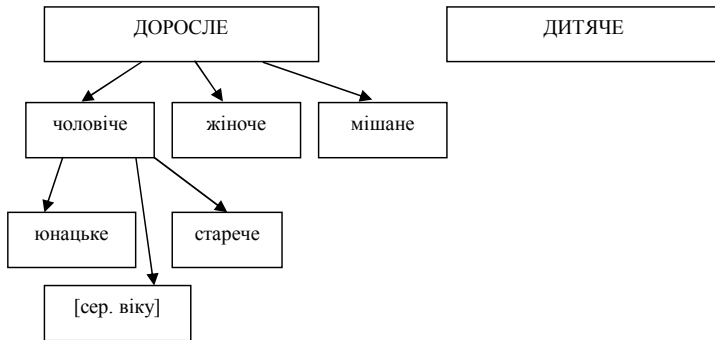 ДОРОСЛЕ
ДИТЯЧЕ
чоловіче
жіноче
мішане
юнацьке
старече
[сер. віку]